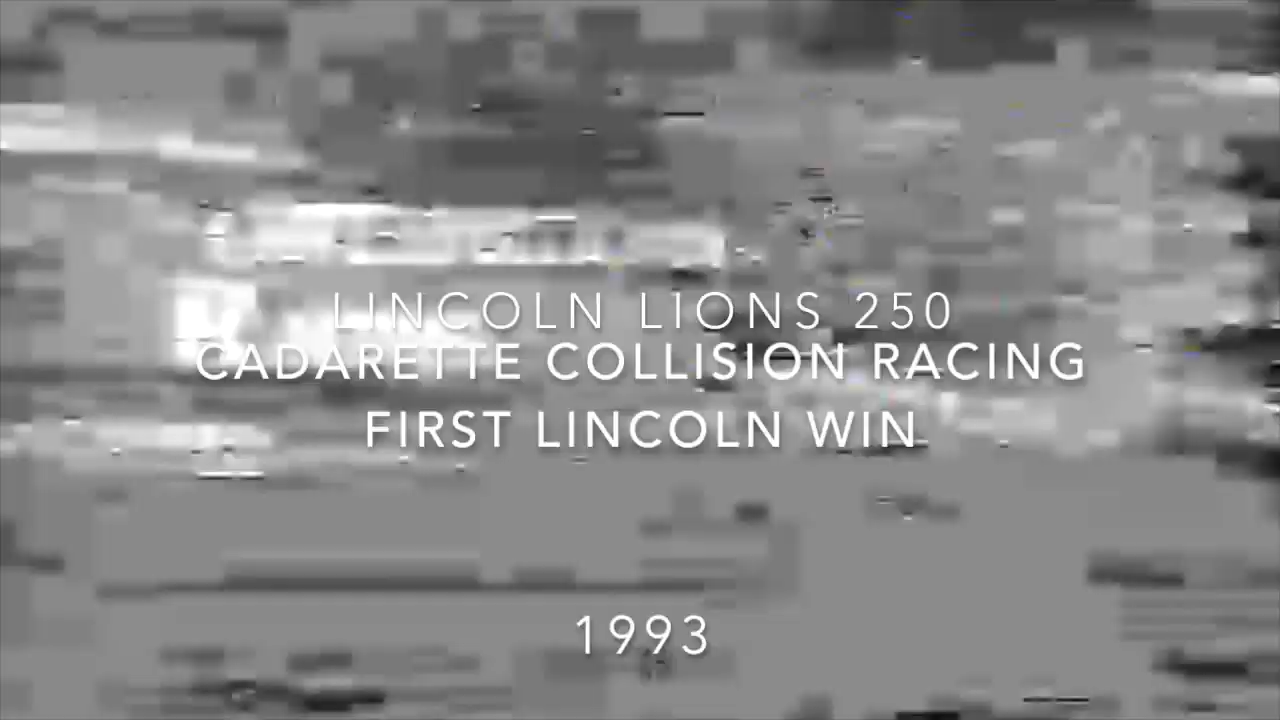 LINCOLN LIONS 250
CADARETTE COLLISION RACING
FIRST LINCOLN WIN
1993